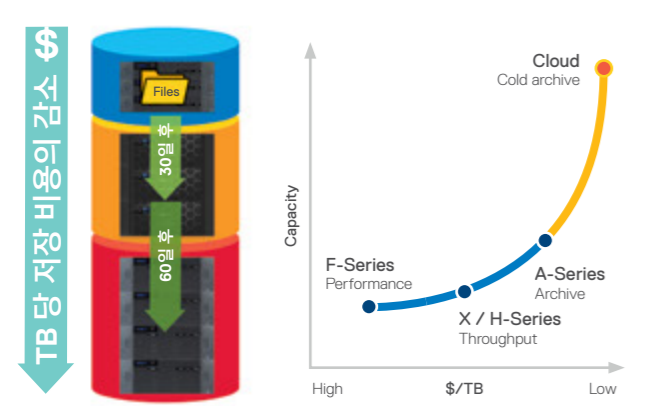 $
TB 당 저장 비용의 감소
Files
30일 후
60일 후
Capacity
Cloud
Cold archive
F-Series
Performance
A-Series
Archive
X / H-Series
Throughput
High
$/TB
Low